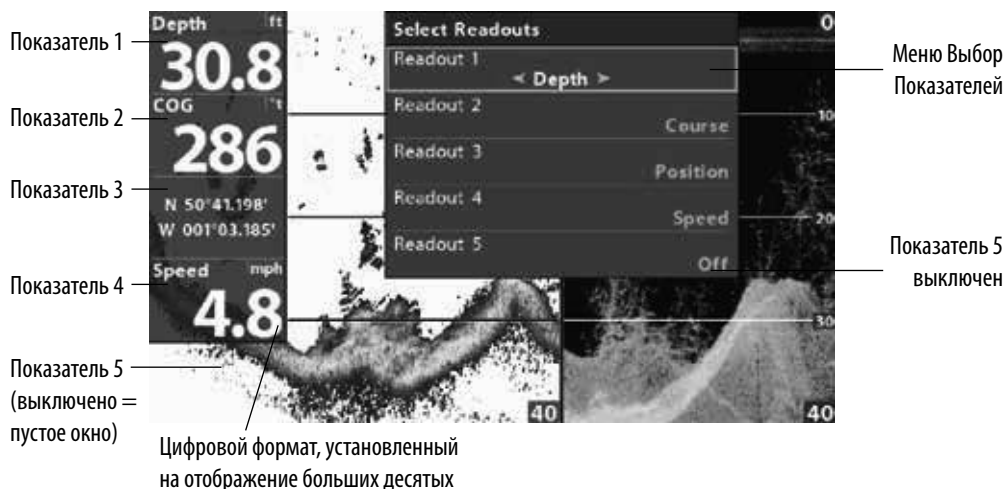 Показатель 1
Показатель 2
Показатель 3
Показатель 4
Показатель 5
(выключено =
пустое окно)
Depth ft
30.8
COG °t
286
N 50°41.198'
W 001°03.185'
Speed mph
4.8
Select Readouts
Readout 1
< Depth >
Readout 2
Course
Readout 3
Position
Readout 4
Speed
Readout 5
Off
40
0
10
20
30
40
Меню Выбор
Показателей
Показатель 5
выключен
Цифровой формат, установленный
на отображение больших десятых